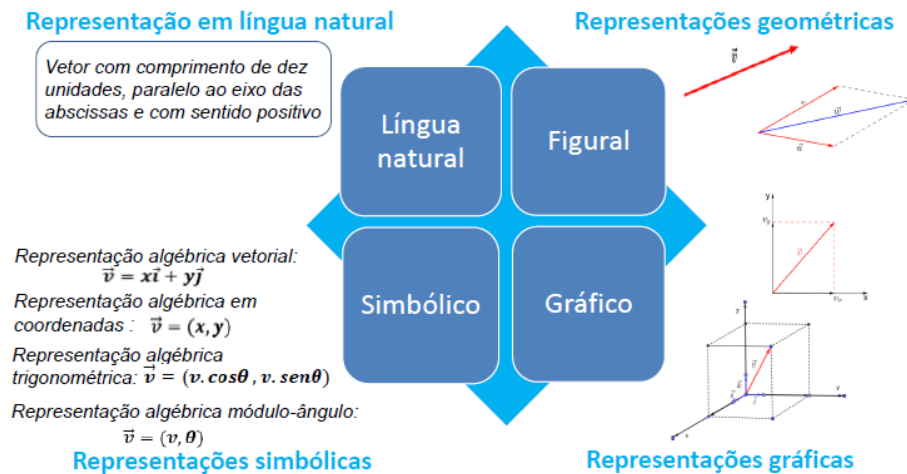 Representação em língua natural
Representações geométricas
Vetor com comprimento de dez
unidades, paralelo ao eixo das
abscissas e com sentido positivo
Língua
natural
Figural
Simbólico
Gráfico
Representação algébrica vetorial:
v⃗ = xi⃗ + yj⃗
Representação algébrica em
coordenadas : v⃗ = (x, y)
Representação algébrica
trigonométrica: v⃗ = (v. cosθ , v. senθ)
Representação algébrica módulo-ângulo:
v⃗ = (v, θ)
Representações simbólicas
Representações gráficas
v⃗
v
w⃗
u⃗
y
v⃗
x
z
y
x